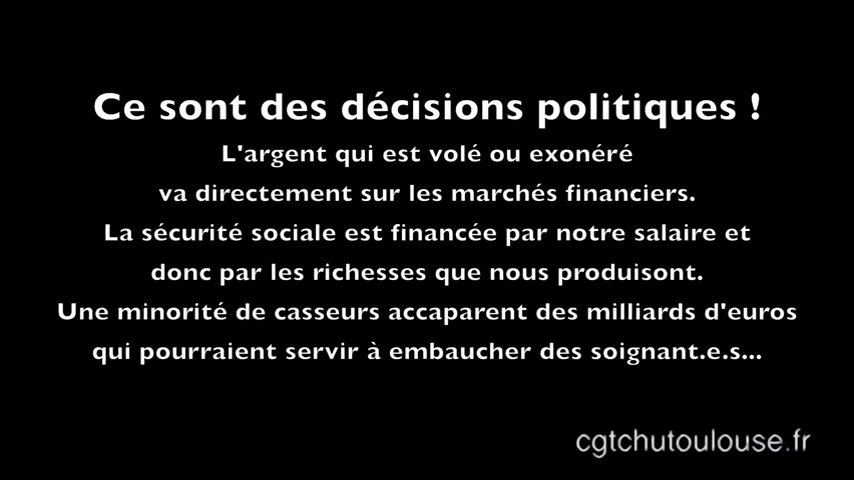 Ce sont des décisions politiques !
L'argent qui est volé ou exonéré
va directement sur les marchés financiers.
La sécurité sociale est financée par notre salaire et
donc par les richesses que nous produisont.
Une minorité de casseurs accaparent des milliards d'euros
qui pourraient servir à embaucher des soignant.e.s...
cgtchutoulouse.fr